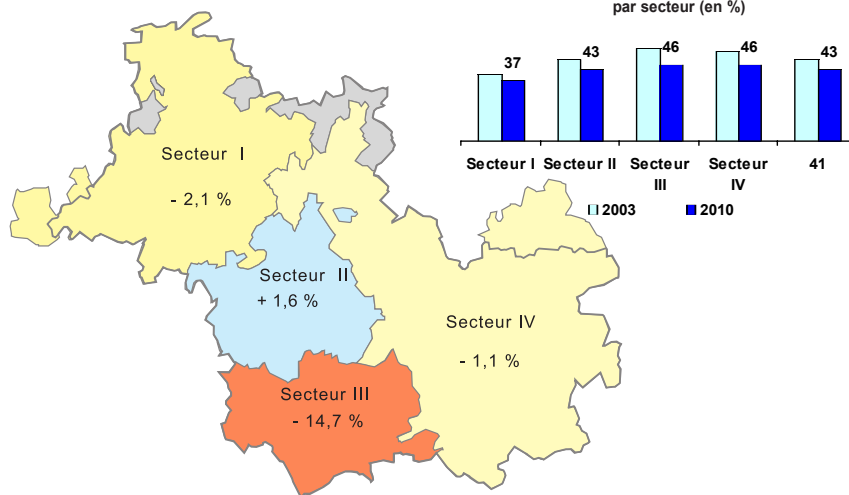 par secteur (en %)
37
43
46
46
43
Secteur I
Secteur II
Secteur
III
Secteur
IV
41
2003
2010
Secteur I
- 2,1 %
Secteur II
+ 1,6 %
Secteur IV
- 1,1 %
Secteur III
- 14,7 %